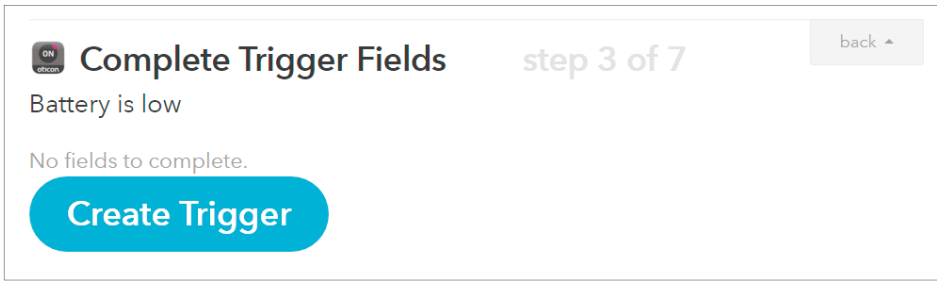 ON
oticon
Complete Trigger Fields step 3 of 7 back
Battery is low
No fields to complete.
Create Trigger